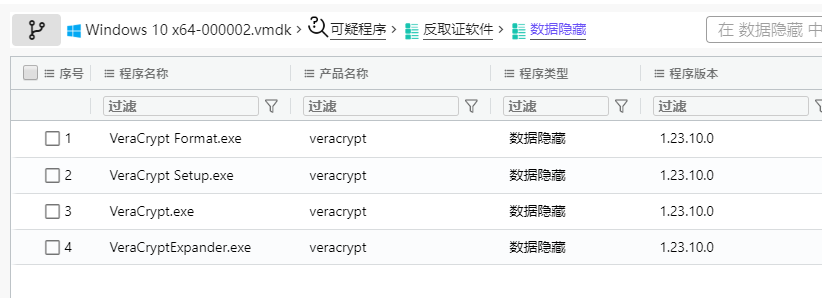 Windows 10 x64-000002.vmdk > 可疑程序 > 反取证软件 > 数据隐藏 在 数据隐藏 中
序号 程序名称 产品名称 程序类型 程序版本
过滤 过滤 过滤 过滤
1 VeraCrypt Format.exe veracrypt 数据隐藏 1.23.10.0
2 VeraCrypt Setup.exe veracrypt 数据隐藏 1.23.10.0
3 VeraCrypt.exe veracrypt 数据隐藏 1.23.10.0
4 VeraCryptExpander.exe veracrypt 数据隐藏 1.23.10.0